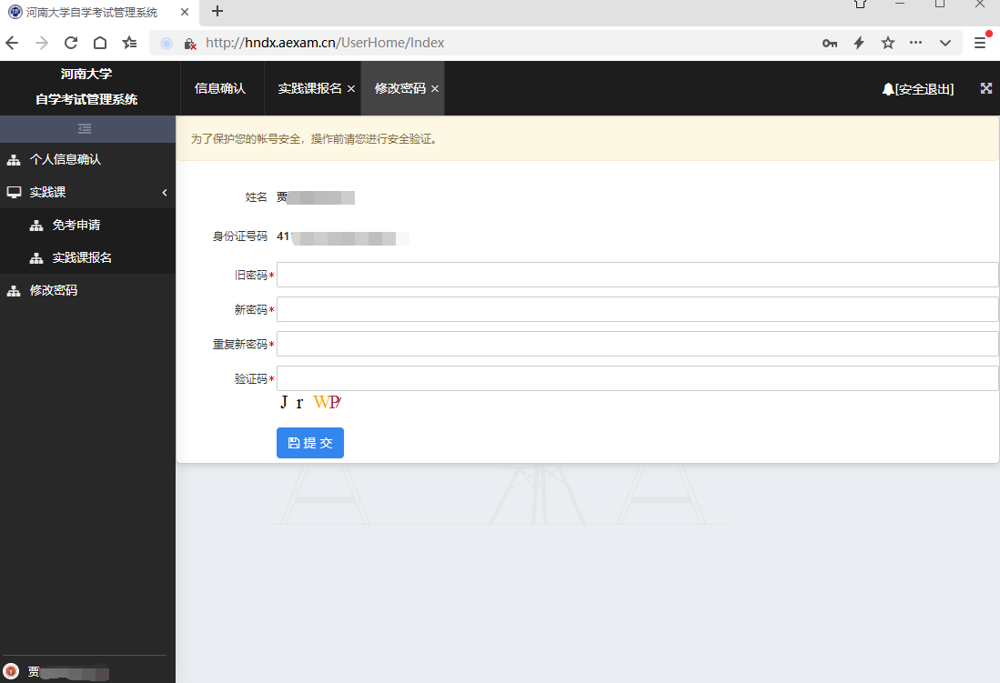 河南大学自学考试管理系统
http://hndx.aexam.cn/UserHome/Index
河南大学
自学考试管理系统
信息确认
实践课报名
修改密码
[安全退出]
为了保护您的帐号安全，操作前请您进行安全验证。
个人信息确认
实践课
免考申请
实践课报名
修改密码
姓名 贾
身份证号码 411
旧密码*
新密码*
重复新密码*
验证码*
J r W P
提 交
贾